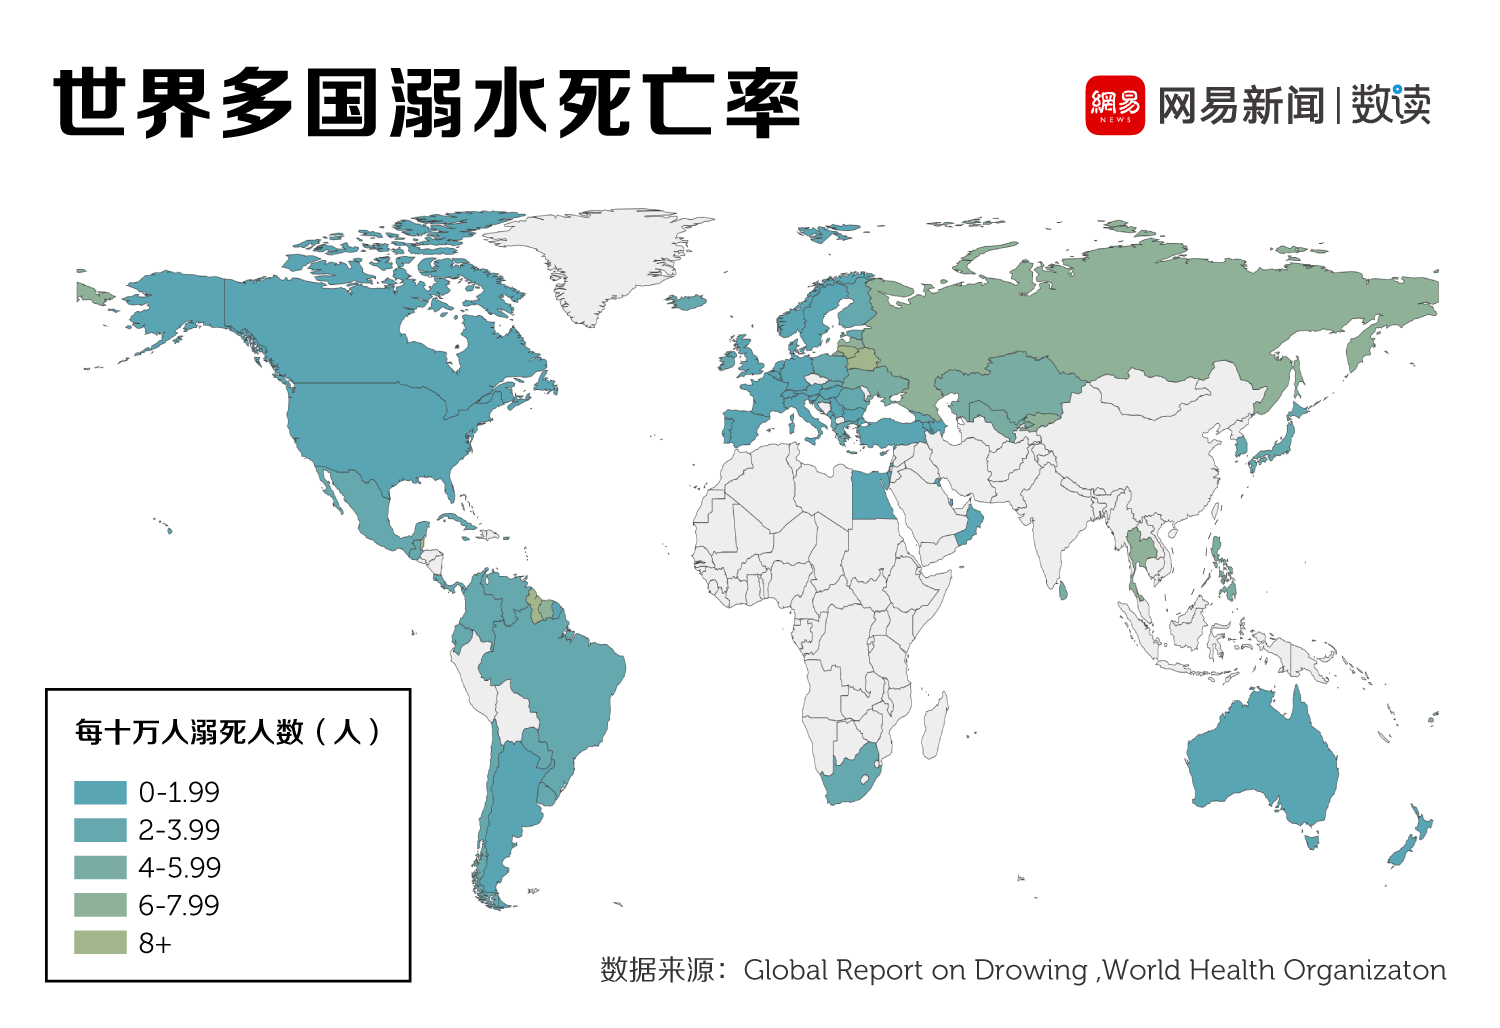 世界多国溺水死亡率
網易
NEWS
网易新闻|数读
每十万人溺死人数（人）
0-1.99
2-3.99
4-5.99
6-7.99
8+
数据来源：Global Report on Drowing ,World Health Organizaton